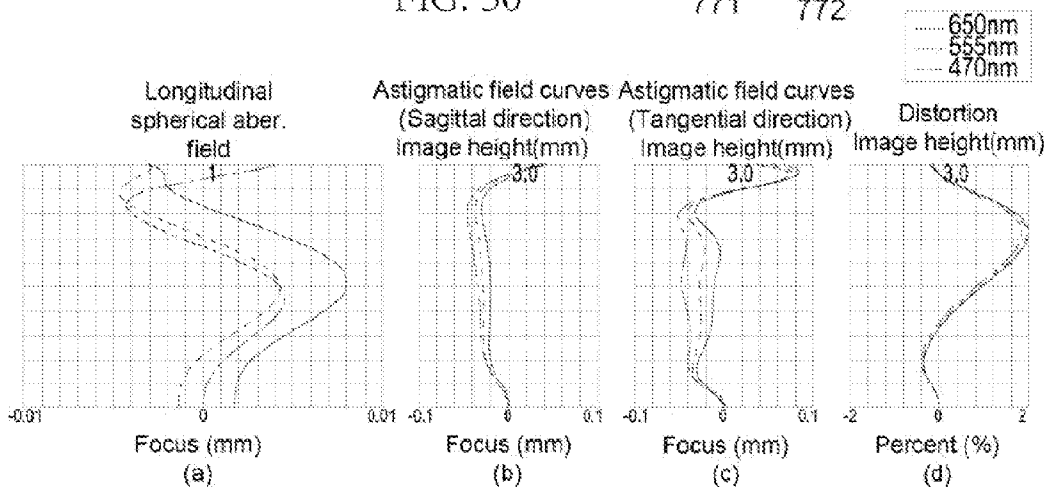 FIG. 30
771 772
650nm
555nm
470nm
Longitudinal
spherical aber.
field
1
Astigmatic field curves
(Sagittal direction)
Image height(mm)
3.0
Astigmatic field curves
(Tangential direction)
Image height(mm)
3.0
Distortion
Image height(mm)
3.0
-0.01 0 0.01
Focus (mm)
(a)
-0.1 0 0.1
Focus (mm)
(b)
-0.1 0 0.1
Focus (mm)
(c)
-2 0 2
Percent (%)
(d)